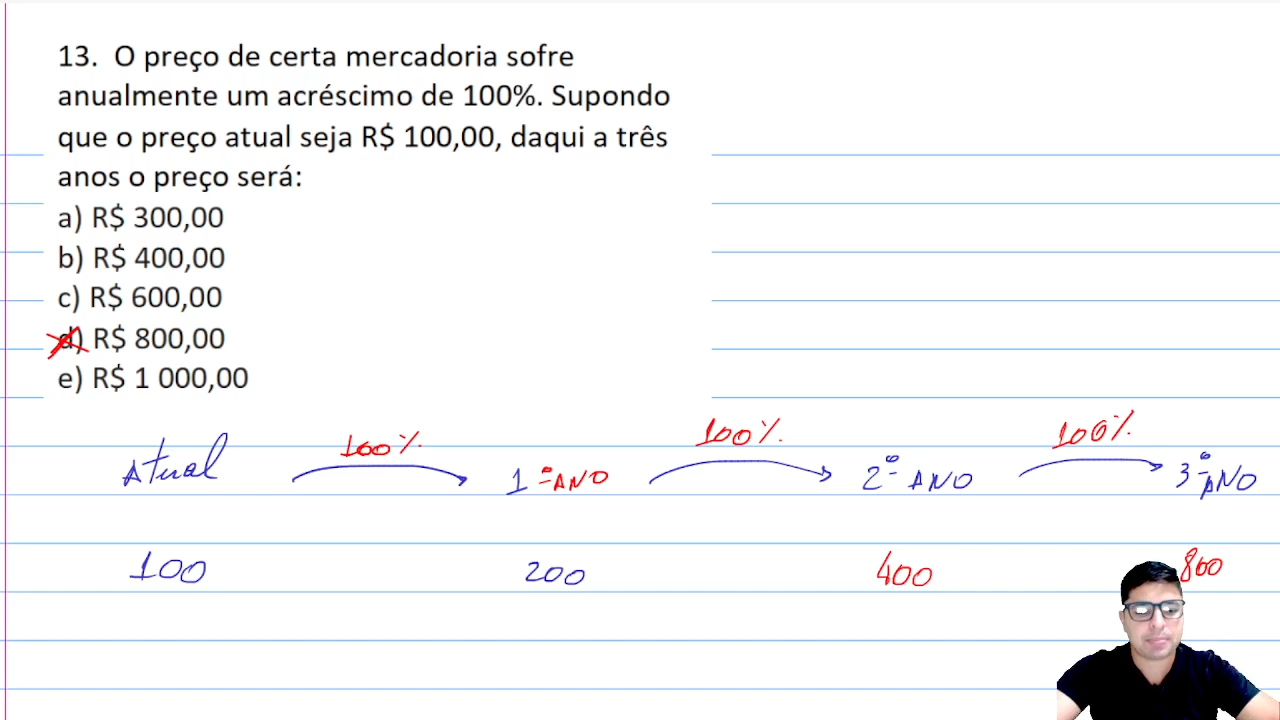 13. O preço de certa mercadoria sofre
anualmente um acréscimo de 100%. Supondo
que o preço atual seja R$ 100,00, daqui a três
anos o preço será:
a) R$ 300,00
b) R$ 400,00
c) R$ 600,00
d) R$ 800,00
e) R$ 1 000,00
100% 100% 100%
Atual 1º ANO 2º ANO 3º ANO
100 200 400 800